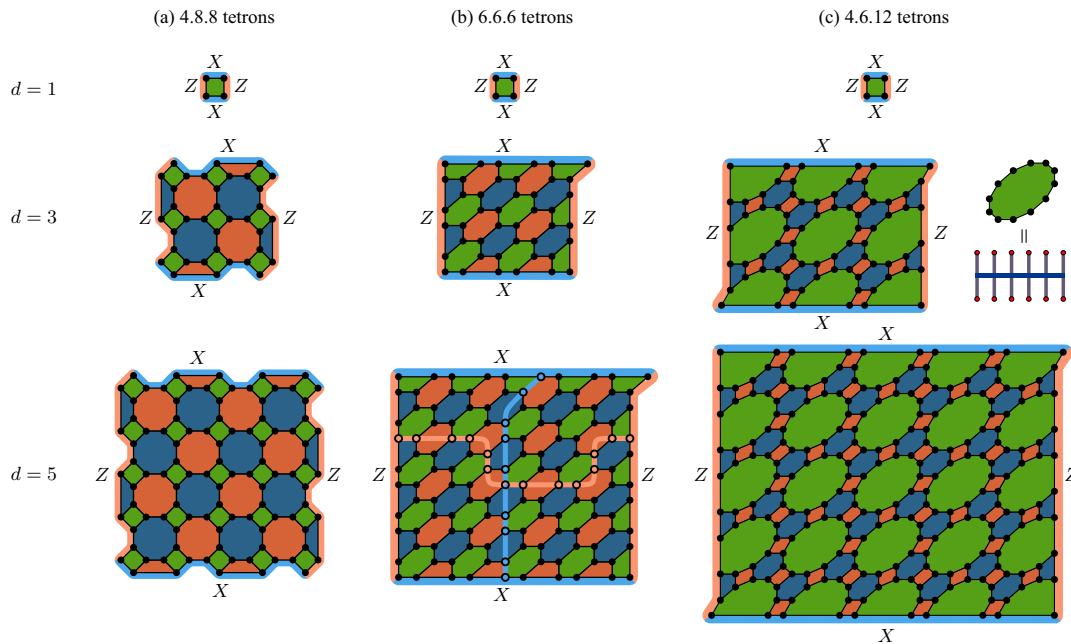 (a) 4.8.8 tetrons (b) 6.6.6 tetrons (c) 4.6.12 tetrons
X X X
d = 1 Z Z Z Z Z Z
X X X
X X X
d = 3 Z Z Z Z Z Z
=
X X X
X X X
d = 5 Z Z Z Z Z Z
X X X